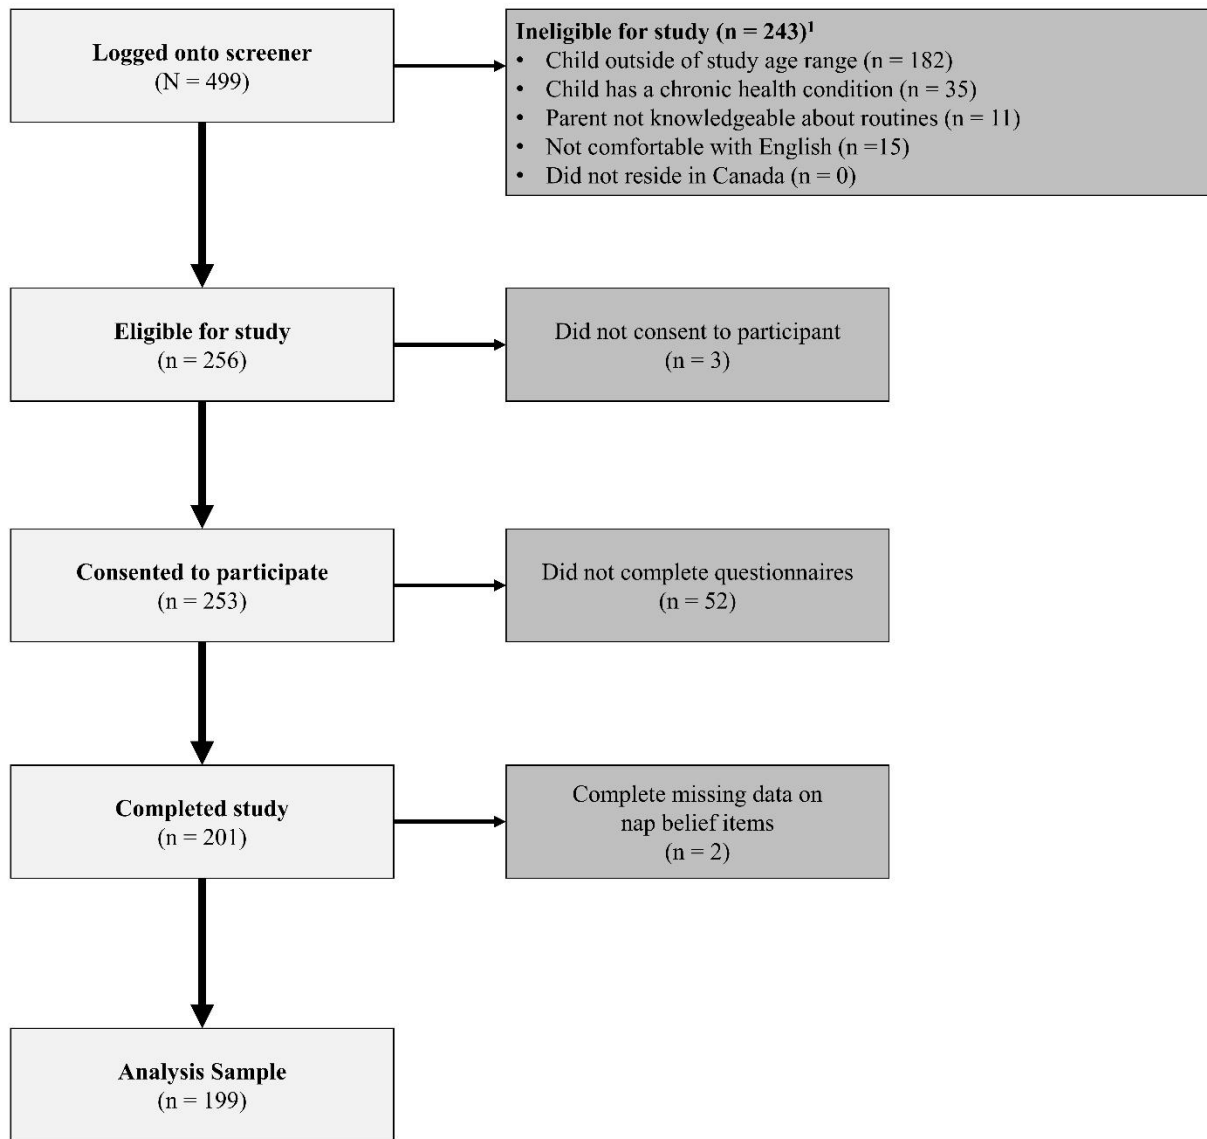 Logged onto screener
(N = 499)
Ineligible for study (n = 243)¹
• Child outside of study age range (n = 182)
• Child has a chronic health condition (n = 35)
• Parent not knowledgeable about routines (n = 11)
• Not comfortable with English (n =15)
• Did not reside in Canada (n = 0)
Eligible for study
(n = 256)
Did not consent to participant
(n = 3)
Consented to participate
(n = 253)
Did not complete questionnaires
(n = 52)
Completed study
(n = 201)
Complete missing data on
nap belief items
(n = 2)
Analysis Sample
(n = 199)